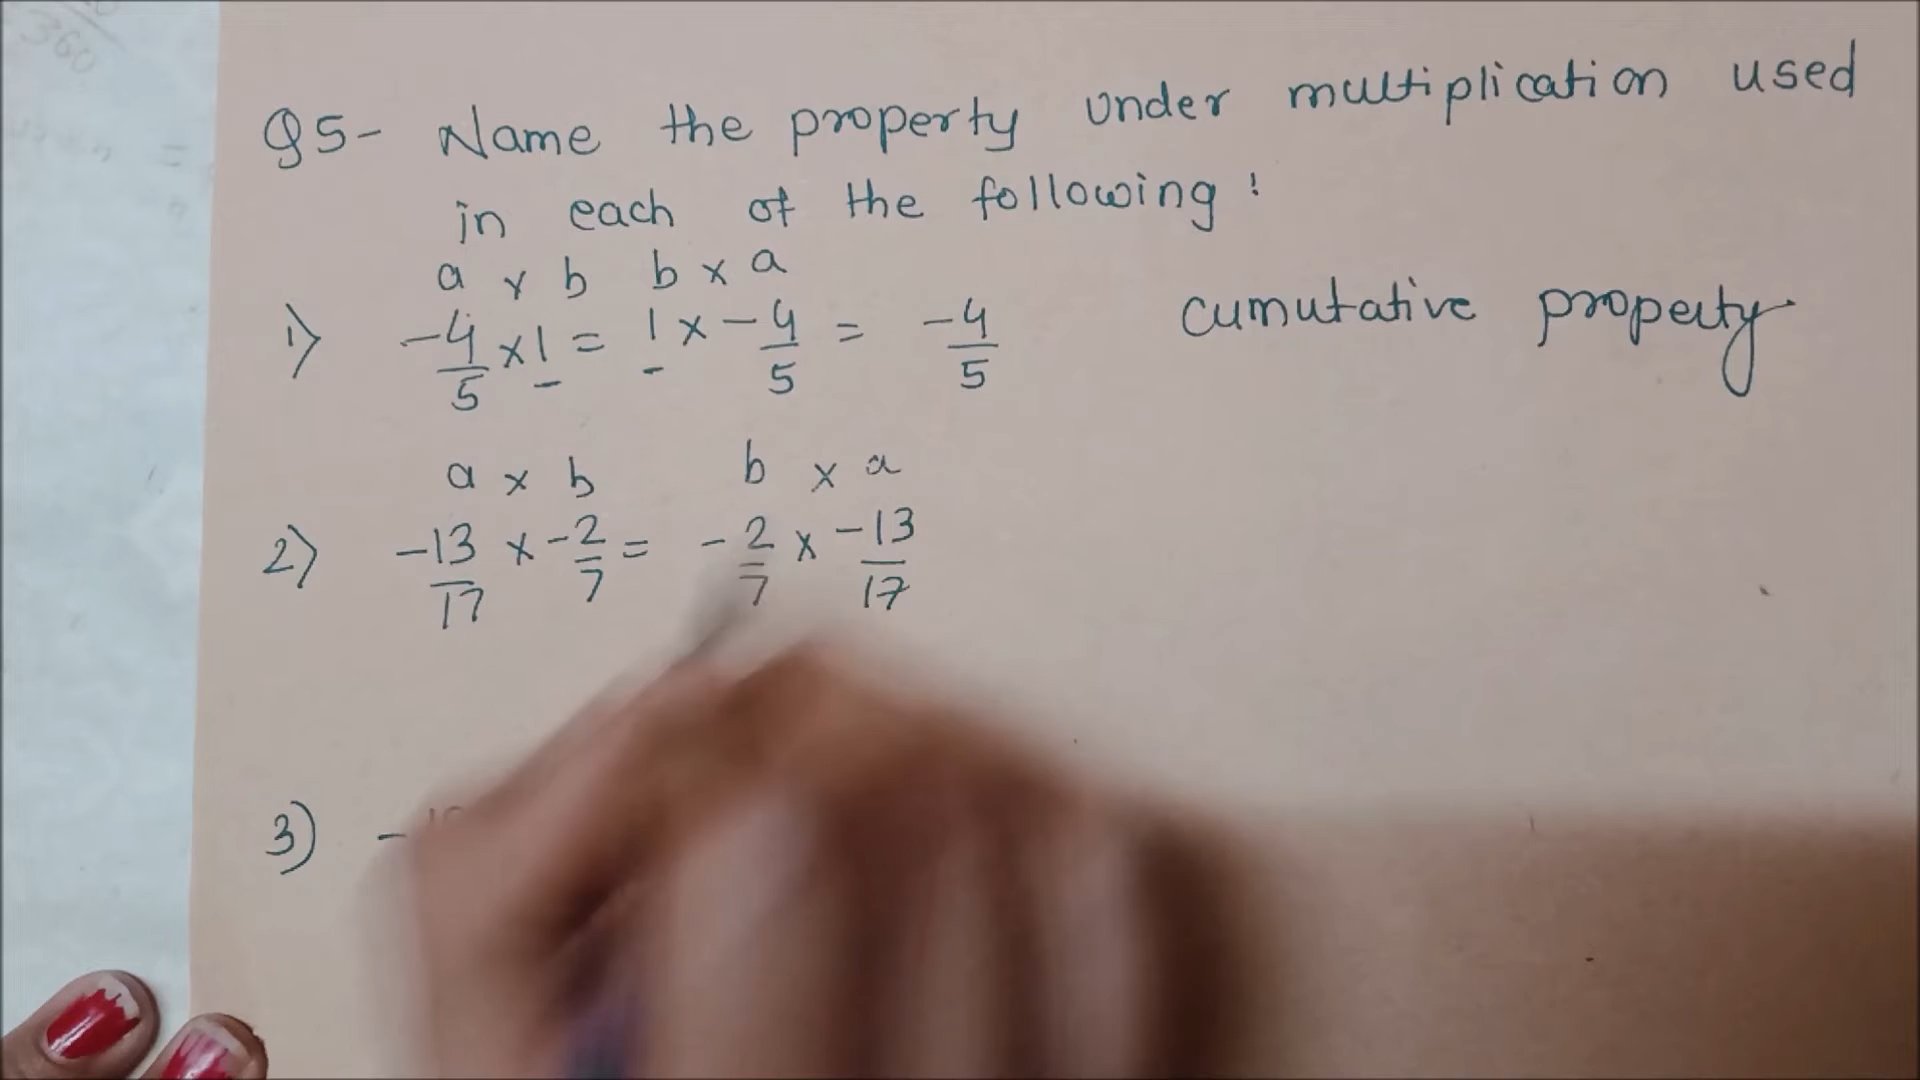 360
Q5- Name the property under multiplication used
in each of the following :
a x b b x a
1) -4/5 x 1 = 1 x -4/5 = -4/5 cumutative property
a x b b x a
2) -13/17 x -2/7 = -2/7 x -13/17
3) -